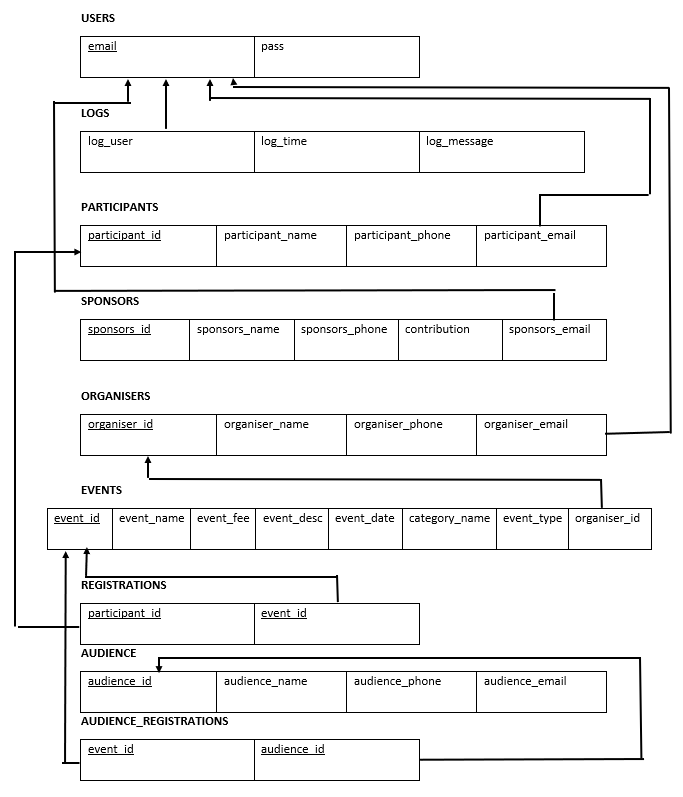 USERS
email pass
LOGS
log_user log_time log_message
PARTICIPANTS
participant_id participant_name participant_phone participant_email
SPONSORS
sponsors_id sponsors_name sponsors_phone contribution sponsors_email
ORGANISERS
organiser_id organiser_name organiser_phone organiser_email
EVENTS
event_id event_name event_fee event_desc event_date category_name event_type organiser_id
REGISTRATIONS
participant_id event_id
AUDIENCE
audience_id audience_name audience_phone audience_email
AUDIENCE_REGISTRATIONS
event_id audience_id